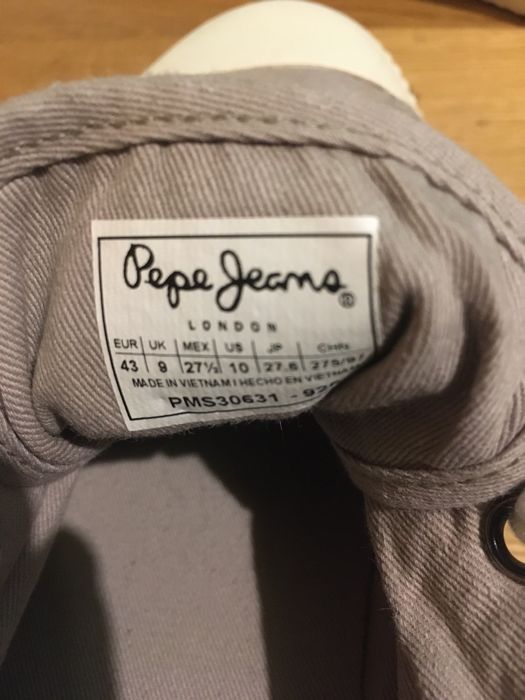 Pepe Jeans®
LONDON
EUR UK MEX US JP
43 9 27½ 10 27.5
MADE IN VIETNAM I HECHO EN VIETNAM
PMS30631